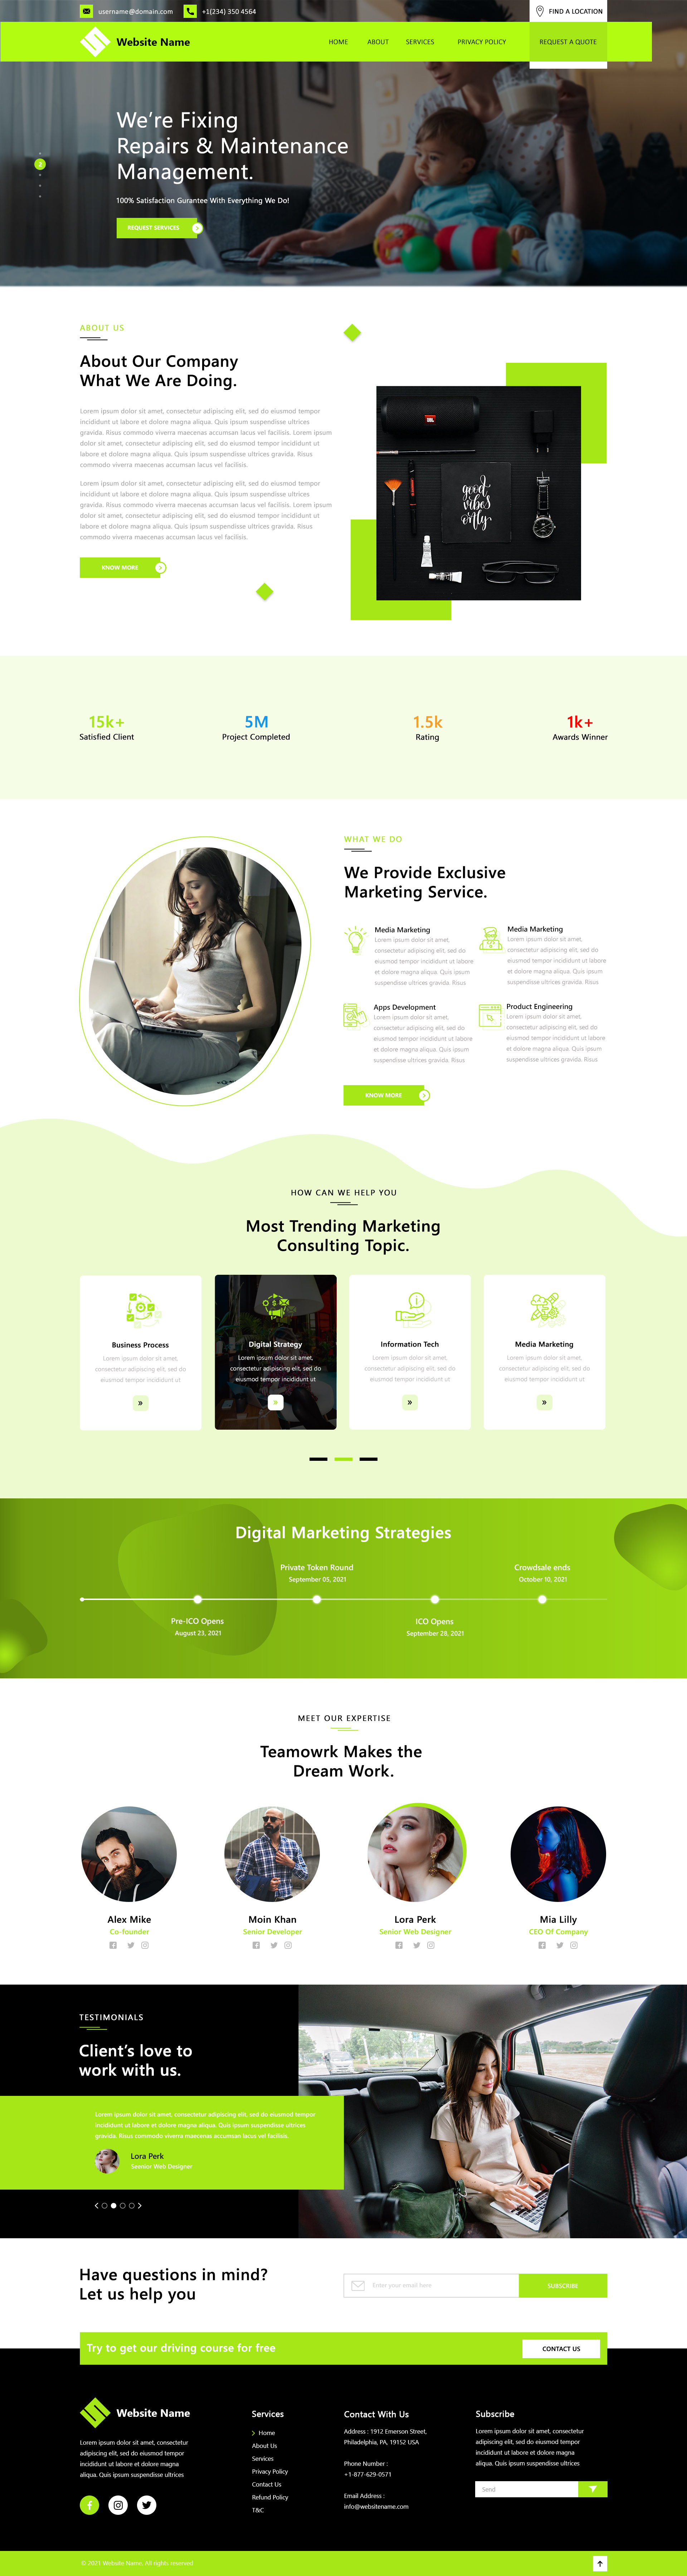 username@domain.com
+1(234) 350 4564
FIND A LOCATION
Website Name
HOME
ABOUT
SERVICES
PRIVACY POLICY
REQUEST A QUOTE
We're Fixing
Repairs & Maintenance
Management.
2
100% Satisfaction Gurantee With Everything We Do!
REQUEST SERVICES
ABOUT US
About Our Company
What We Are Doing.
Lorem ipsum dolor sit amet, consectetur adipiscing elit, sed do eiusmod tempor
incididunt ut labore et dolore magna aliqua. Quis ipsum suspendisse ultrices
gravida. Risus commodo viverra maecenas accumsan lacus vel facilisis. Lorem ipsum
dolor sit amet, consectetur adipiscing elit, sed do eiusmod tempor incididunt ut
labore et dolore magna aliqua. Quis ipsum suspendisse ultrices gravida. Risus
commodo viverra maecenas accumsan lacus vel facilisis.
Lorem ipsum dolor sit amet, consectetur adipiscing elit, sed do eiusmod tempor
incididunt ut labore et dolore magna aliqua. Quis ipsum suspendisse ultrices
gravida. Risus commodo viverra maecenas accumsan lacus vel facilisis. Lorem ipsum
dolor sit amet, consectetur adipiscing elit, sed do eiusmod tempor incididunt ut
labore et dolore magna aliqua. Quis ipsum suspendisse ultrices gravida. Risus
commodo viverra maecenas accumsan lacus vel facilisis.
KNOW MORE
JBL
good
vibes
only
15k+
Satisfied Client
5M
Project Completed
1.5k
Rating
1k+
Awards Winner
WHAT WE DO
We Provide Exclusive
Marketing Service.
Media Marketing
Lorem ipsum dolor sit amet,
consectetur adipiscing elit, sed do
eiusmod tempor incididunt ut labore
et dolore magna aliqua. Quis ipsum
suspendisse ultrices gravida. Risus
Media Marketing
Lorem ipsum dolor sit amet,
consectetur adipiscing elit, sed do
eiusmod tempor incididunt ut labore
et dolore magna aliqua. Quis ipsum
suspendisse ultrices gravida. Risus
Apps Development
Lorem ipsum dolor sit amet,
consectetur adipiscing elit, sed do
eiusmod tempor incididunt ut labore
et dolore magna aliqua. Quis ipsum
suspendisse ultrices gravida. Risus
Product Engineering
Lorem ipsum dolor sit amet,
consectetur adipiscing elit, sed do
eiusmod tempor incididunt ut labore
et dolore magna aliqua. Quis ipsum
suspendisse ultrices gravida. Risus
KNOW MORE
HOW CAN WE HELP YOU
Most Trending Marketing
Consulting Topic.
Business Process
Lorem ipsum dolor sit amet,
consectetur adipiscing elit, sed do
eiusmod tempor incididunt ut
Digital Strategy
Lorem ipsum dolor sit amet,
consectetur adipiscing elit, sed do
eiusmod tempor incididunt ut
Information Tech
Lorem ipsum dolor sit amet,
consectetur adipiscing elit, sed do
eiusmod tempor incididunt ut
Media Marketing
Lorem ipsum dolor sit amet,
consectetur adipiscing elit, sed do
eiusmod tempor incididunt ut
Digital Marketing Strategies
Private Token Round
September 05, 2021
Crowdsale ends
October 10, 2021
Pre-ICO Opens
August 23, 2021
ICO Opens
September 28, 2021
MEET OUR EXPERTISE
Teamowrk Makes the
Dream Work.
Alex Mike
Co-founder
Moin Khan
Senior Developer
Lora Perk
Senior Web Designer
Mia Lilly
CEO Of Company
TESTIMONIALS
Client's love to
work with us.
Lorem ipsum dolor sit amet, consectetur adipiscing elit, sed do eiusmod tempor
incididunt ut labore et dolore magna aliqua. Quis ipsum suspendisse ultrices
gravida. Risus commodo viverra maecenas accumsan lacus vel facilisis.
Lora Perk
Seenior Web Designer
Have questions in mind?
Let us help you
Enter your email here
SUBSCRIBE
Try to get our driving course for free
CONTACT US
Website Name
Lorem ipsum dolor sit amet, consectetur
adipiscing elit, sed do eiusmod tempor
incididunt ut labore et dolore magna
aliqua. Quis ipsum suspendisse ultrices
Services
Home
About Us
Services
Privacy Policy
Contact Us
Refund Policy
T&C
Contact With Us
Address : 1912 Emerson Street,
Philadelphia, PA, 19152 USA
Phone Number :
+1-877-629-0571
Email Address :
info@websitename.com
Subscribe
Lorem ipsum dolor sit amet, consectetur
adipiscing elit, sed do eiusmod tempor
incididunt ut labore et dolore magna
aliqua. Quis ipsum suspendisse ultrices
Send
© 2021 Website Name. All rights reserved